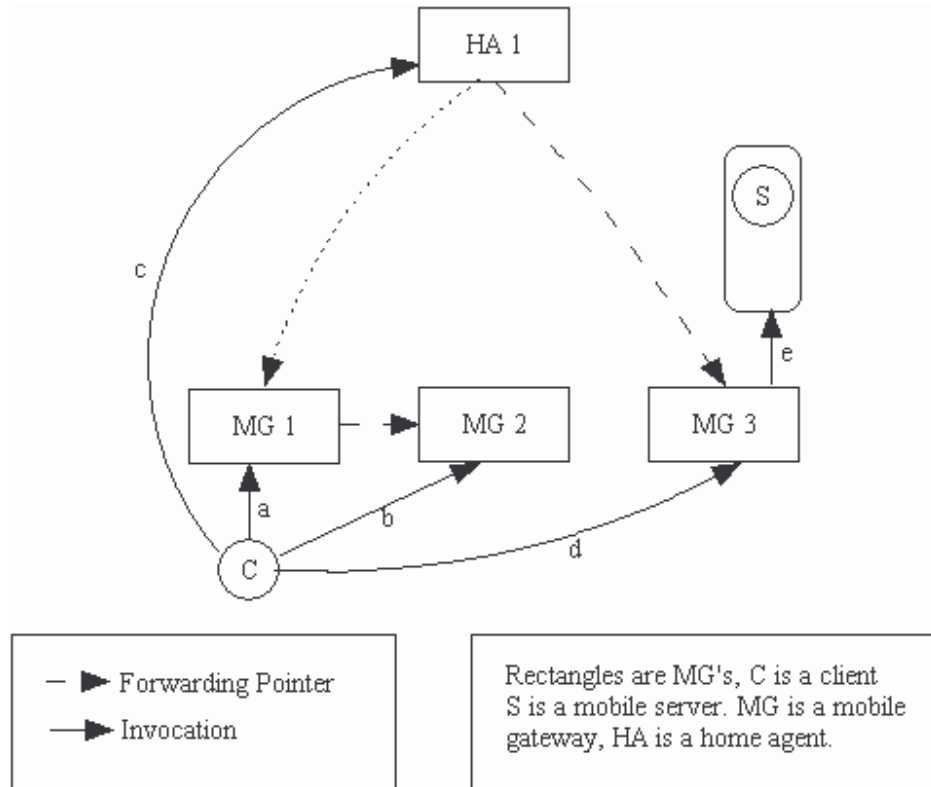 HA 1
S
c
e
MG 1
MG 2
MG 3
a
b
d
C
Forwarding Pointer
Invocation
Rectangles are MG's, C is a client
S is a mobile server. MG is a mobile
gateway, HA is a home agent.